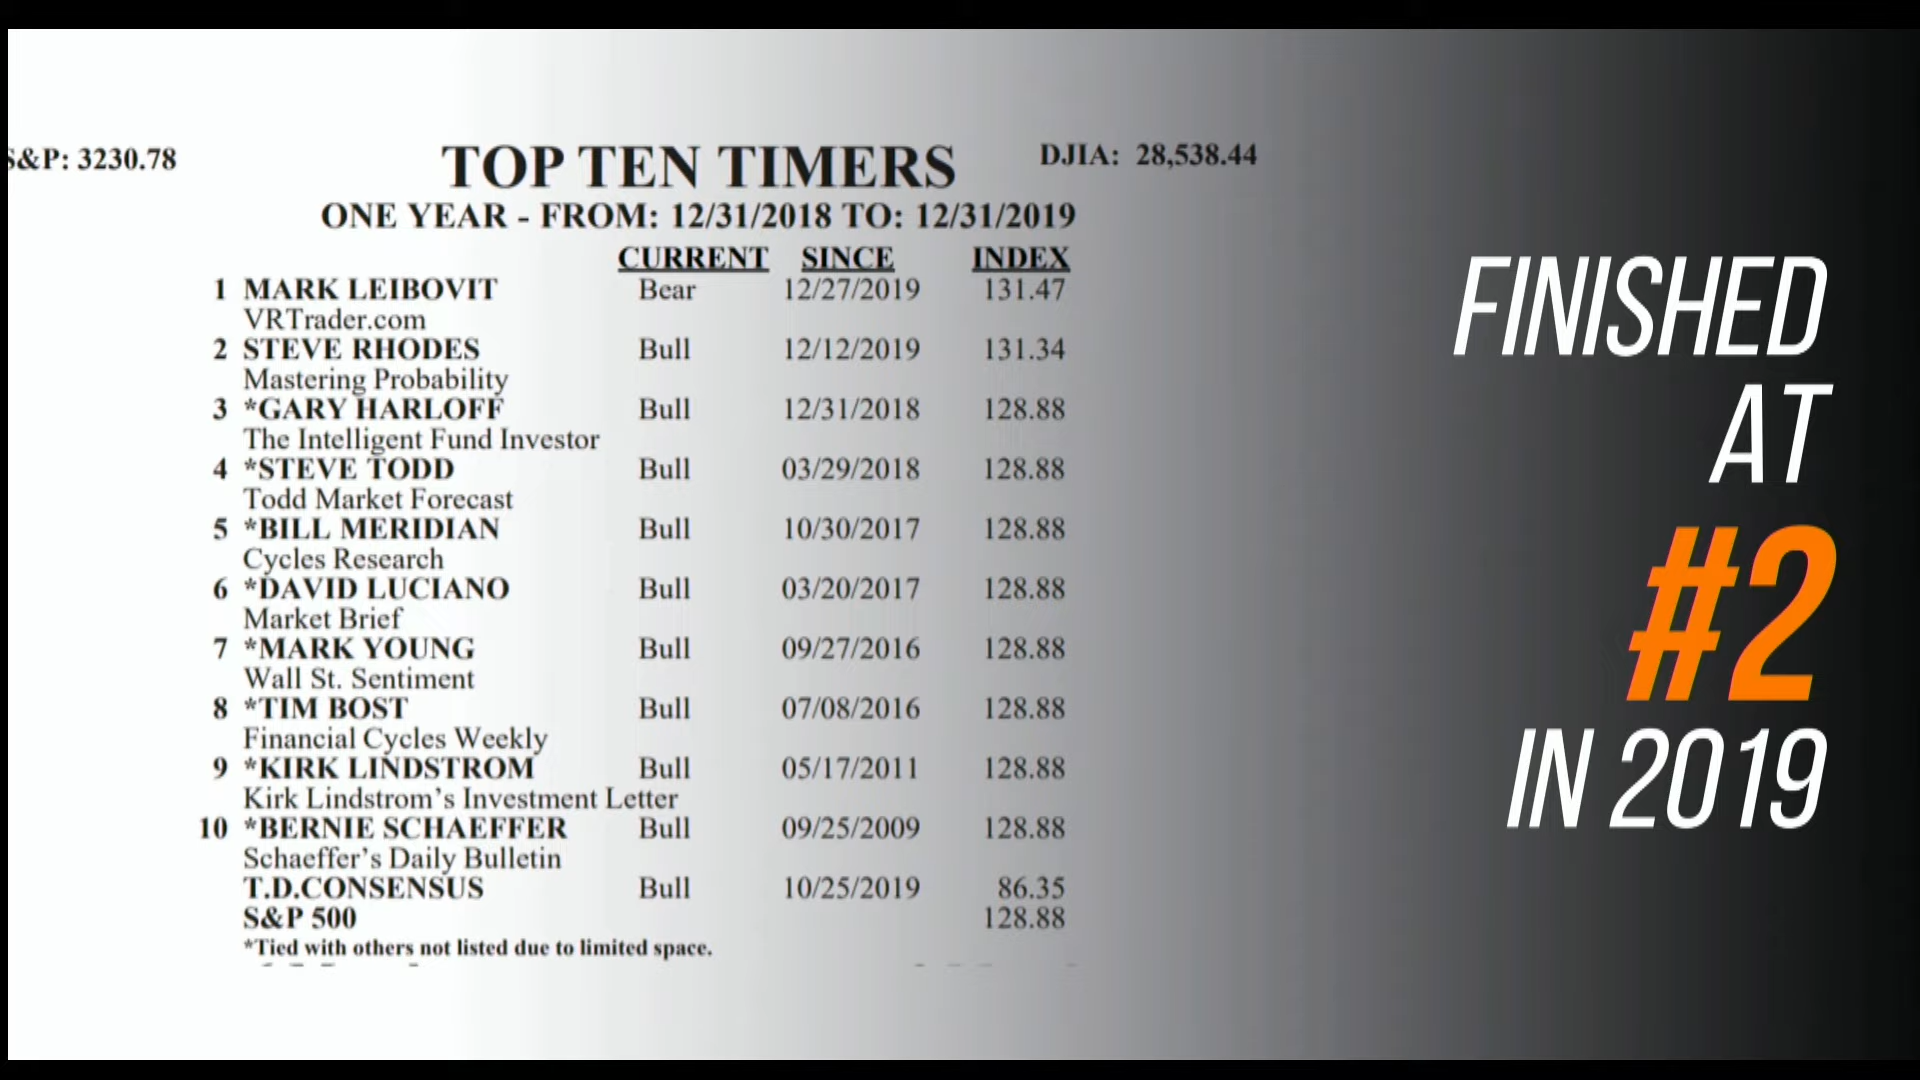 S&P: 3230.78
TOP TEN TIMERS
DJIA: 28,538.44
ONE YEAR - FROM: 12/31/2018 TO: 12/31/2019
CURRENT SINCE INDEX
1 MARK LEIBOVIT Bear 12/27/2019 131.47
VRTrader.com
2 STEVE RHODES Bull 12/12/2019 131.34
Mastering Probability
3 *GARY HARLOFF Bull 12/31/2018 128.88
The Intelligent Fund Investor
4 *STEVE TODD Bull 03/29/2018 128.88
Todd Market Forecast
5 *BILL MERIDIAN Bull 10/30/2017 128.88
Cycles Research
6 *DAVID LUCIANO Bull 03/20/2017 128.88
Market Brief
7 *MARK YOUNG Bull 09/27/2016 128.88
Wall St. Sentiment
8 *TIM BOST Bull 07/08/2016 128.88
Financial Cycles Weekly
9 *KIRK LINDSTROM Bull 05/17/2011 128.88
Kirk Lindstrom's Investment Letter
10 *BERNIE SCHAEFFER Bull 09/25/2009 128.88
Schaeffer's Daily Bulletin
T.D.CONSENSUS Bull 10/25/2019 86.35
S&P 500 128.88
*Tied with others not listed due to limited space.
FINISHED
AT
#2
IN 2019